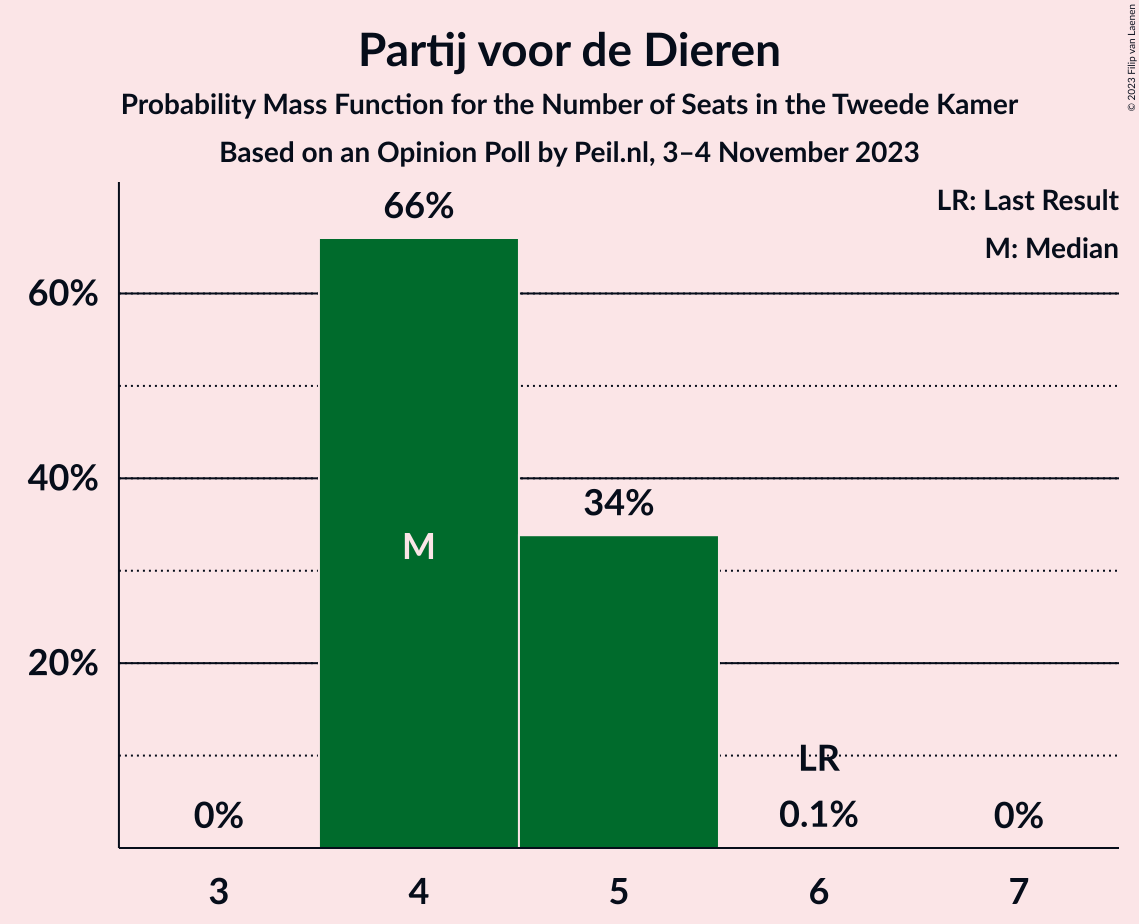 Partij voor de Dieren
Probability Mass Function for the Number of Seats in the Tweede Kamer
Based on an Opinion Poll by Peil.nl, 3–4 November 2023
© 2023 Filip van Laenen
LR: Last Result
M: Median
66%
60%
40%
34%
M
20%
LR
0%
0.1%
0%
3
4
5
6
7